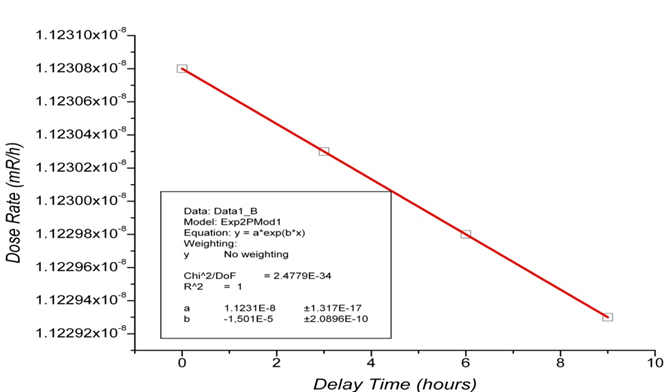 1.12310x10⁻⁸
1.12308x10⁻⁸
1.12306x10⁻⁸
1.12304x10⁻⁸
1.12302x10⁻⁸
1.12300x10⁻⁸
1.12298x10⁻⁸
1.12296x10⁻⁸
1.12294x10⁻⁸
1.12292x10⁻⁸
Dose Rate (mR/h)
Data: Data1_B
Model: Exp2PMod1
Equation: y = a*exp(b*x)
Weighting:
y No weighting
Chi^2/DoF = 2.4779E-34
R^2 = 1
a 1.1231E-8 ±1.317E-17
b -1,501E-5 ±2.0896E-10
0 2 4 6 8 10
Delay Time (hours)